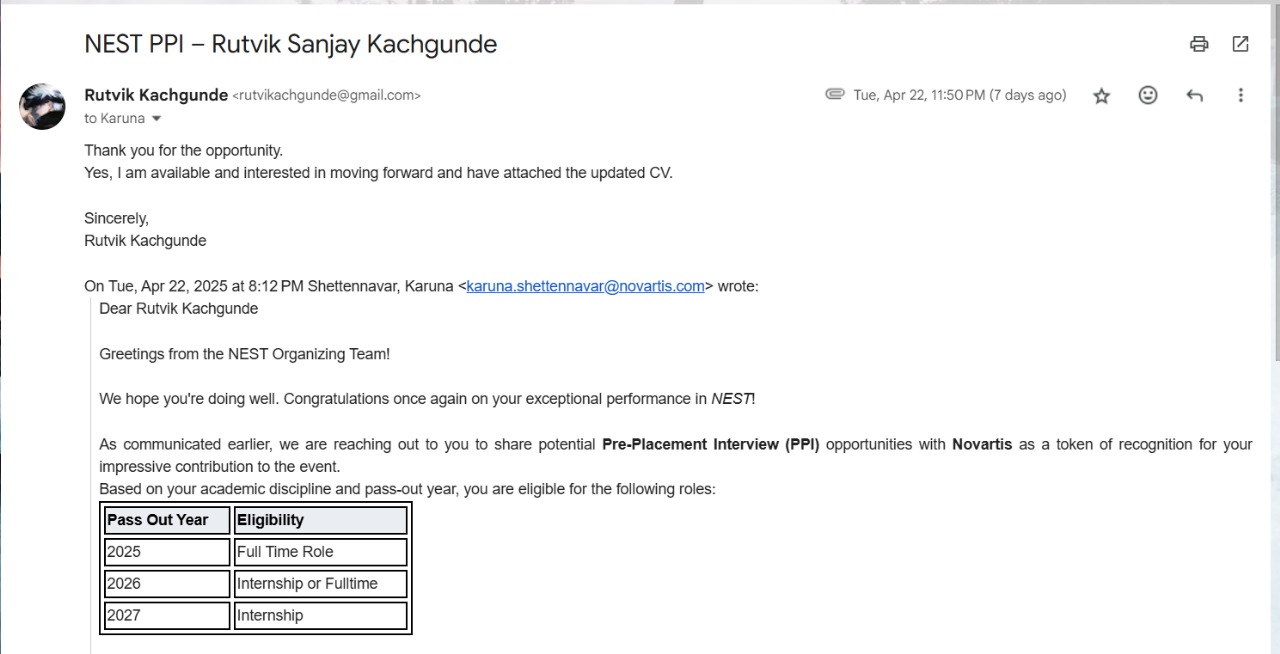 NEST PPI – Rutvik Sanjay Kachgunde
Rutvik Kachgunde <rutvikachgunde@gmail.com>
Tue, Apr 22, 11:50 PM (7 days ago)
to Karuna
Thank you for the opportunity.
Yes, I am available and interested in moving forward and have attached the updated CV.
Sincerely,
Rutvik Kachgunde
On Tue, Apr 22, 2025 at 8:12 PM Shettennavar, Karuna <karuna.shettennavar@novartis.com> wrote:
Dear Rutvik Kachgunde
Greetings from the NEST Organizing Team!
We hope you're doing well. Congratulations once again on your exceptional performance in NEST!
As communicated earlier, we are reaching out to you to share potential Pre-Placement Interview (PPI) opportunities with Novartis as a token of recognition for your
impressive contribution to the event.
Based on your academic discipline and pass-out year, you are eligible for the following roles:
Pass Out Year Eligibility
2025 Full Time Role
2026 Internship or Fulltime
2027 Internship